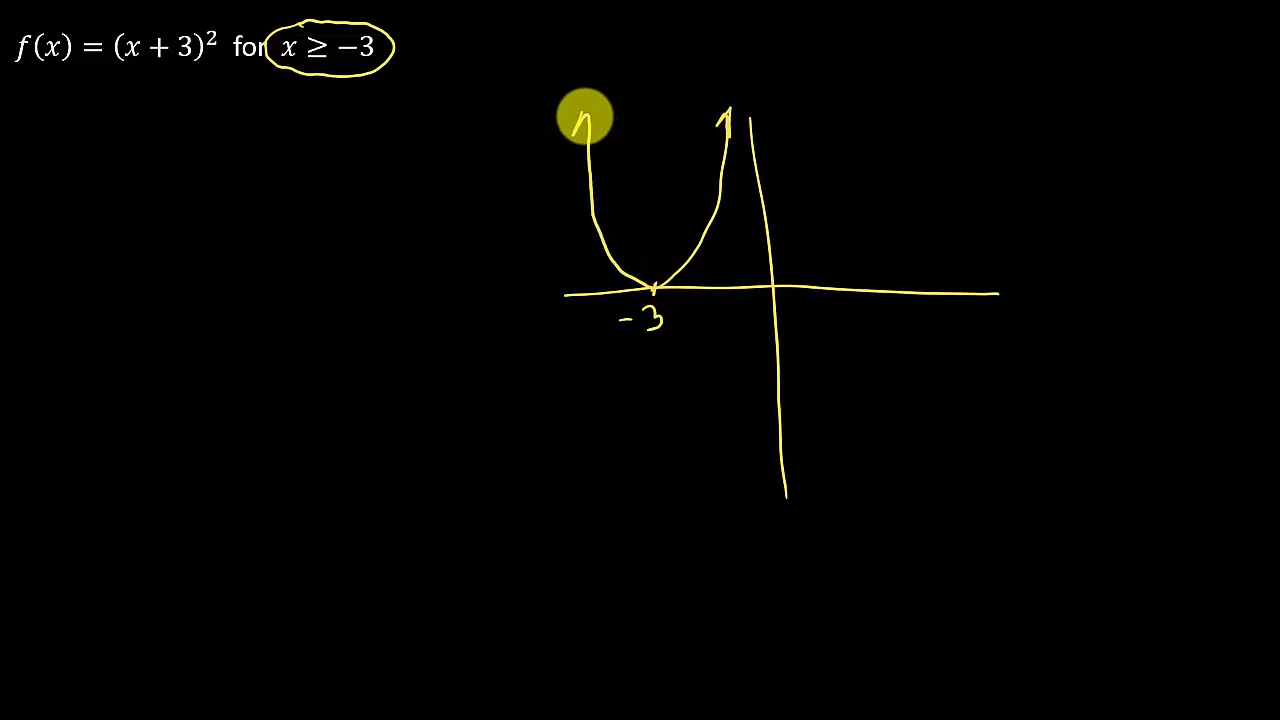 f(x) = (x + 3)² for x ≥ −3
-3